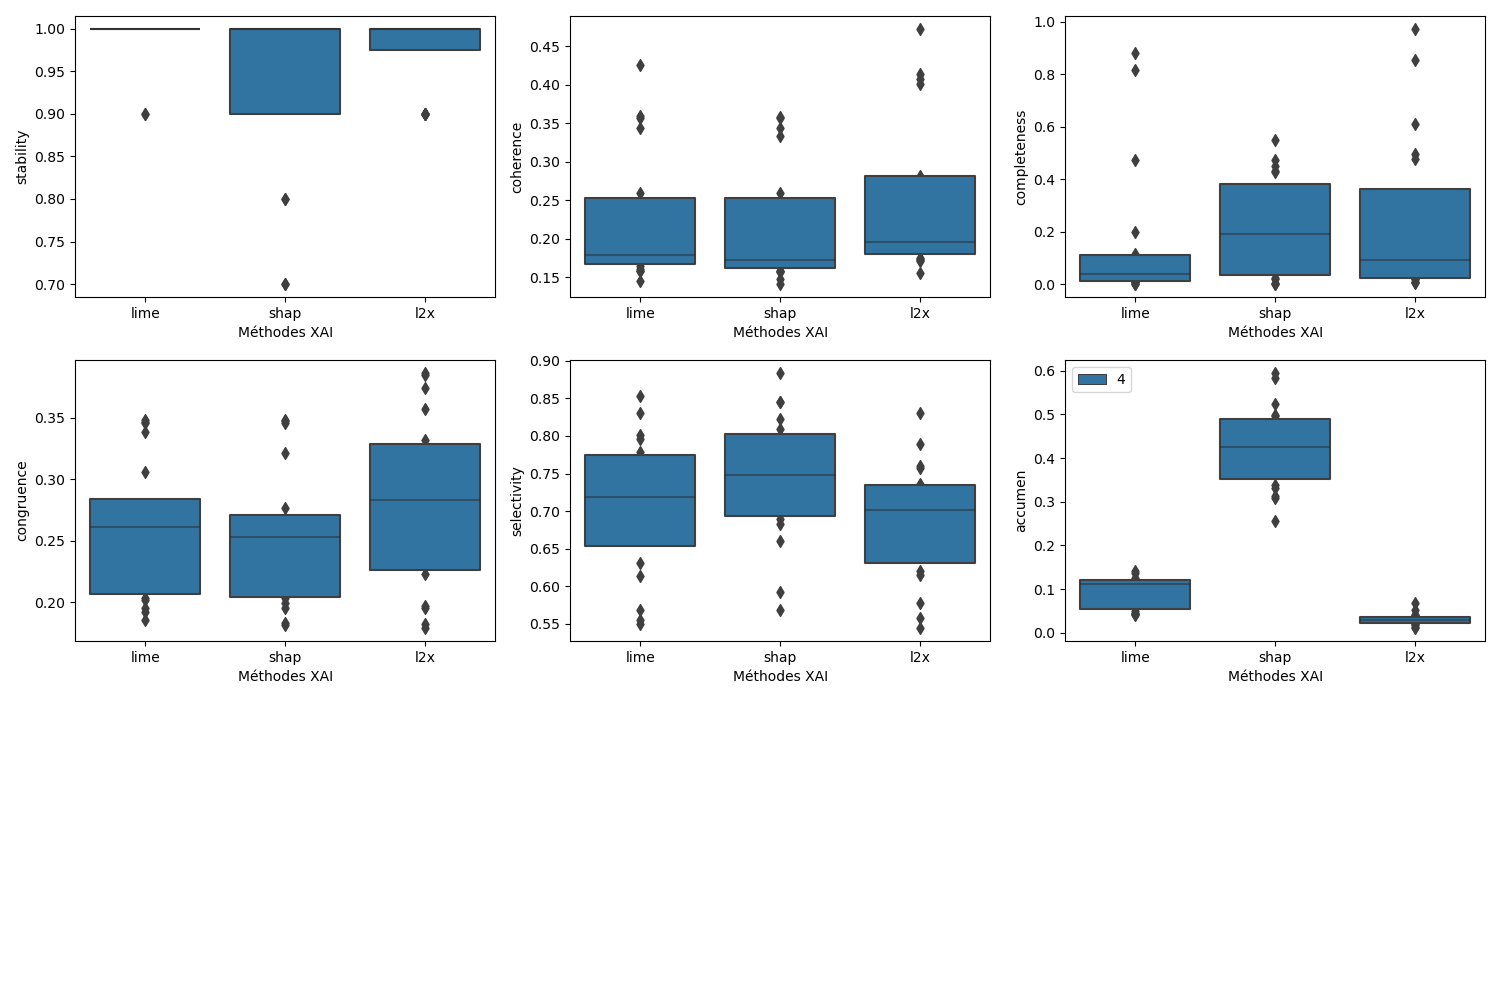 1.00
0.95
0.90
0.85
0.80
0.75
0.70
stability
lime shap l2x
Méthodes XAI
0.45
0.40
0.35
0.30
0.25
0.20
0.15
coherence
lime shap l2x
Méthodes XAI
1.0
0.8
0.6
0.4
0.2
0.0
completeness
lime shap l2x
Méthodes XAI
0.35
0.30
0.25
0.20
congruence
lime shap l2x
Méthodes XAI
0.90
0.85
0.80
0.75
0.70
0.65
0.60
0.55
selectivity
lime shap l2x
Méthodes XAI
4
0.6
0.5
0.4
0.3
0.2
0.1
0.0
accumen
lime shap l2x
Méthodes XAI